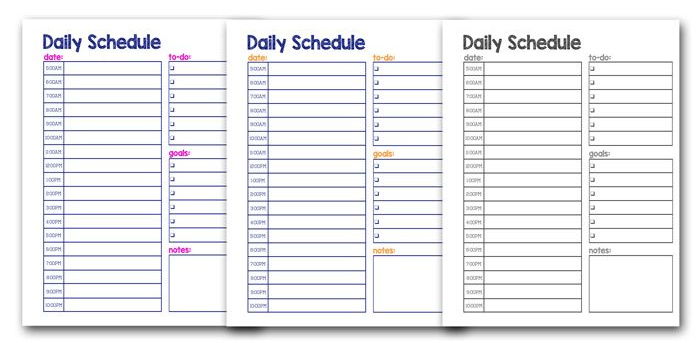 Daily Schedule
date:
5:00AM
6:00AM
7:00AM
8:00AM
9:00AM
10:00AM
11:00AM
12:00PM
1:00PM
2:00PM
3:00PM
4:00PM
5:00PM
6:00PM
7:00PM
8:00PM
9:00PM
10:00PM
to-do:
goals:
notes:
Daily Schedule
date:
5:00AM
6:00AM
7:00AM
8:00AM
9:00AM
10:00AM
11:00AM
12:00PM
1:00PM
2:00PM
3:00PM
4:00PM
5:00PM
6:00PM
7:00PM
8:00PM
9:00PM
10:00PM
to-do:
goals:
notes:
Daily Schedule
date:
5:00AM
6:00AM
7:00AM
8:00AM
9:00AM
10:00AM
11:00AM
12:00PM
1:00PM
2:00PM
3:00PM
4:00PM
5:00PM
6:00PM
7:00PM
8:00PM
9:00PM
10:00PM
to-do:
goals:
notes: